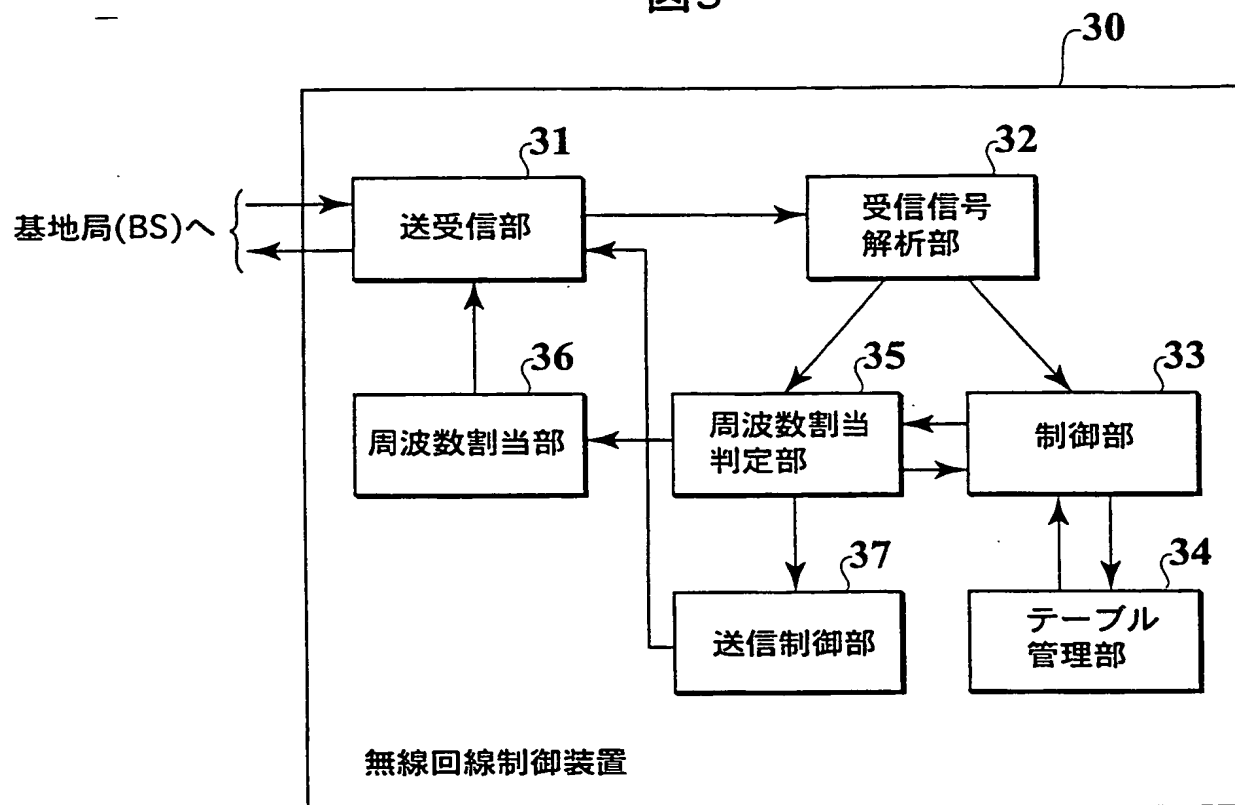 30
31
32
基地局(BS)へ
送受信部
受信信号
解析部
36
35
33
周波数割当部
周波数割当
判定部
制御部
37
34
送信制御部
テーブル
管理部
無線回線制御装置